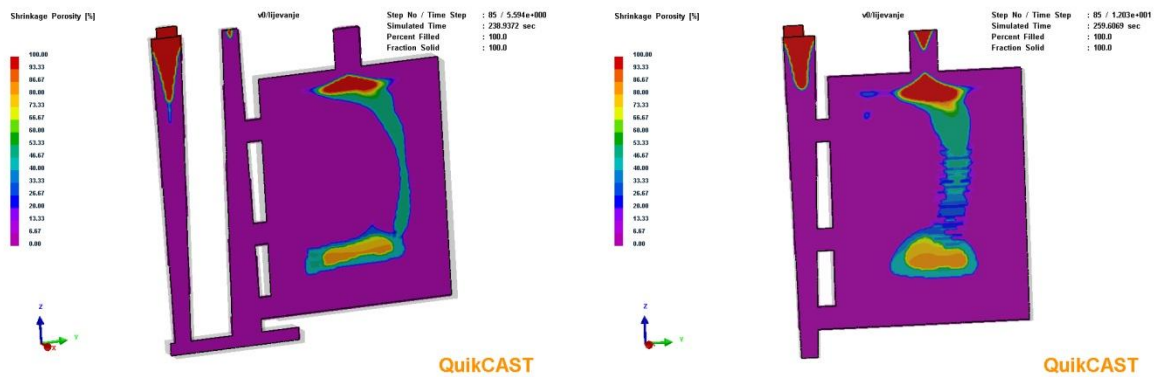 Shrinkage Porosity [%]
v0/lijevanje
Step No / Time Step : 85 / 5.594e+000
Simulated Time : 238.9372 sec
Percent Filled : 100.0
Fraction Solid : 100.0
100.00
93.33
86.67
80.00
73.33
66.67
60.00
53.33
46.67
40.00
33.33
26.67
20.00
13.33
6.67
0.00
Z
Y
X
QuikCAST
Shrinkage Porosity [%]
v0/lijevanje
Step No / Time Step : 85 / 1.203e+001
Simulated Time : 259.6069 sec
Percent Filled : 100.0
Fraction Solid : 100.0
100.00
93.33
86.67
80.00
73.33
66.67
60.00
53.33
46.67
40.00
33.33
26.67
20.00
13.33
6.67
0.00
Z
Y
X
QuikCAST